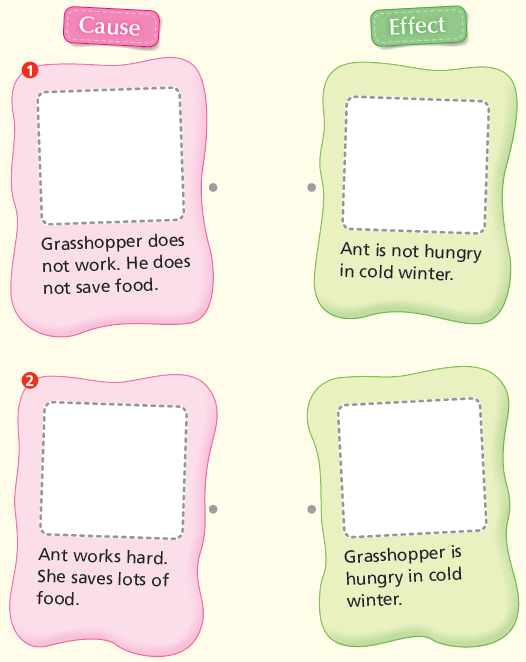 Cause
Effect
1
Grasshopper does
not work. He does
not save food.
Ant is not hungry
in cold winter.
2
Ant works hard.
She saves lots of
food.
Grasshopper is
hungry in cold
winter.